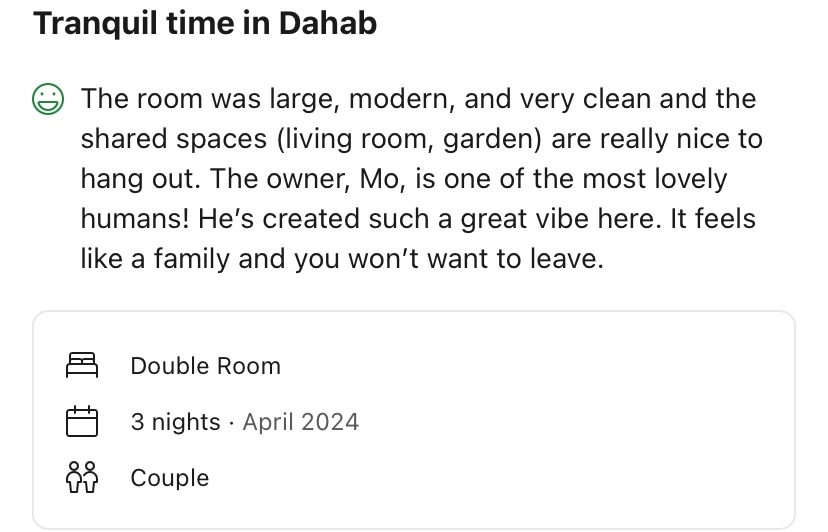 Tranquil time in Dahab
The room was large, modern, and very clean and the
shared spaces (living room, garden) are really nice to
hang out. The owner, Mo, is one of the most lovely
humans! He’s created such a great vibe here. It feels
like a family and you won’t want to leave.
Double Room
3 nights · April 2024
Couple